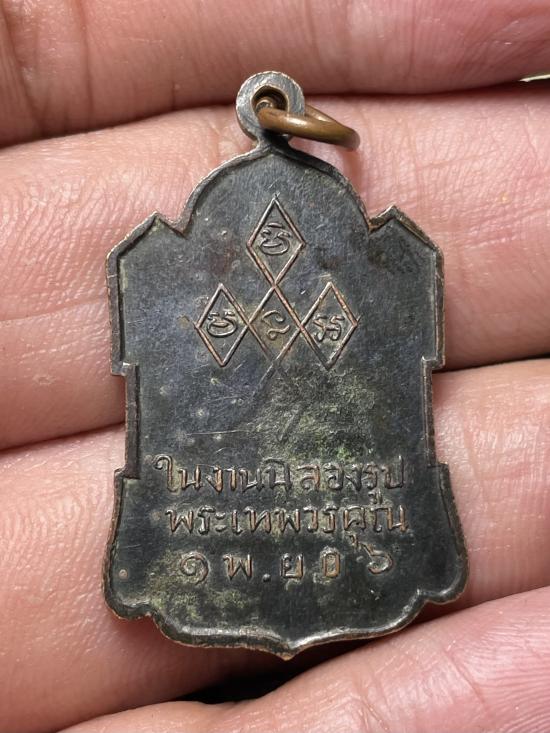 ในงานฉลองรูป
พระเทพวรคุณ
๑ พ.ย ๐ ๖